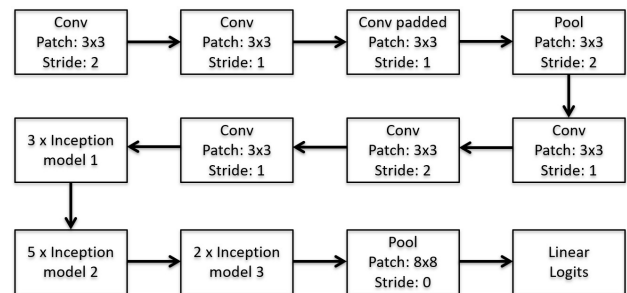 Conv
Patch: 3x3
Stride: 2
Conv
Patch: 3x3
Stride: 1
Conv padded
Patch: 3x3
Stride: 1
Pool
Patch: 3x3
Stride: 2
Conv
Patch: 3x3
Stride: 1
Conv
Patch: 3x3
Stride: 2
Conv
Patch: 3x3
Stride: 1
3 x Inception
model 1
5 x Inception
model 2
2 x Inception
model 3
Pool
Patch: 8x8
Stride: 0
Linear
Logits